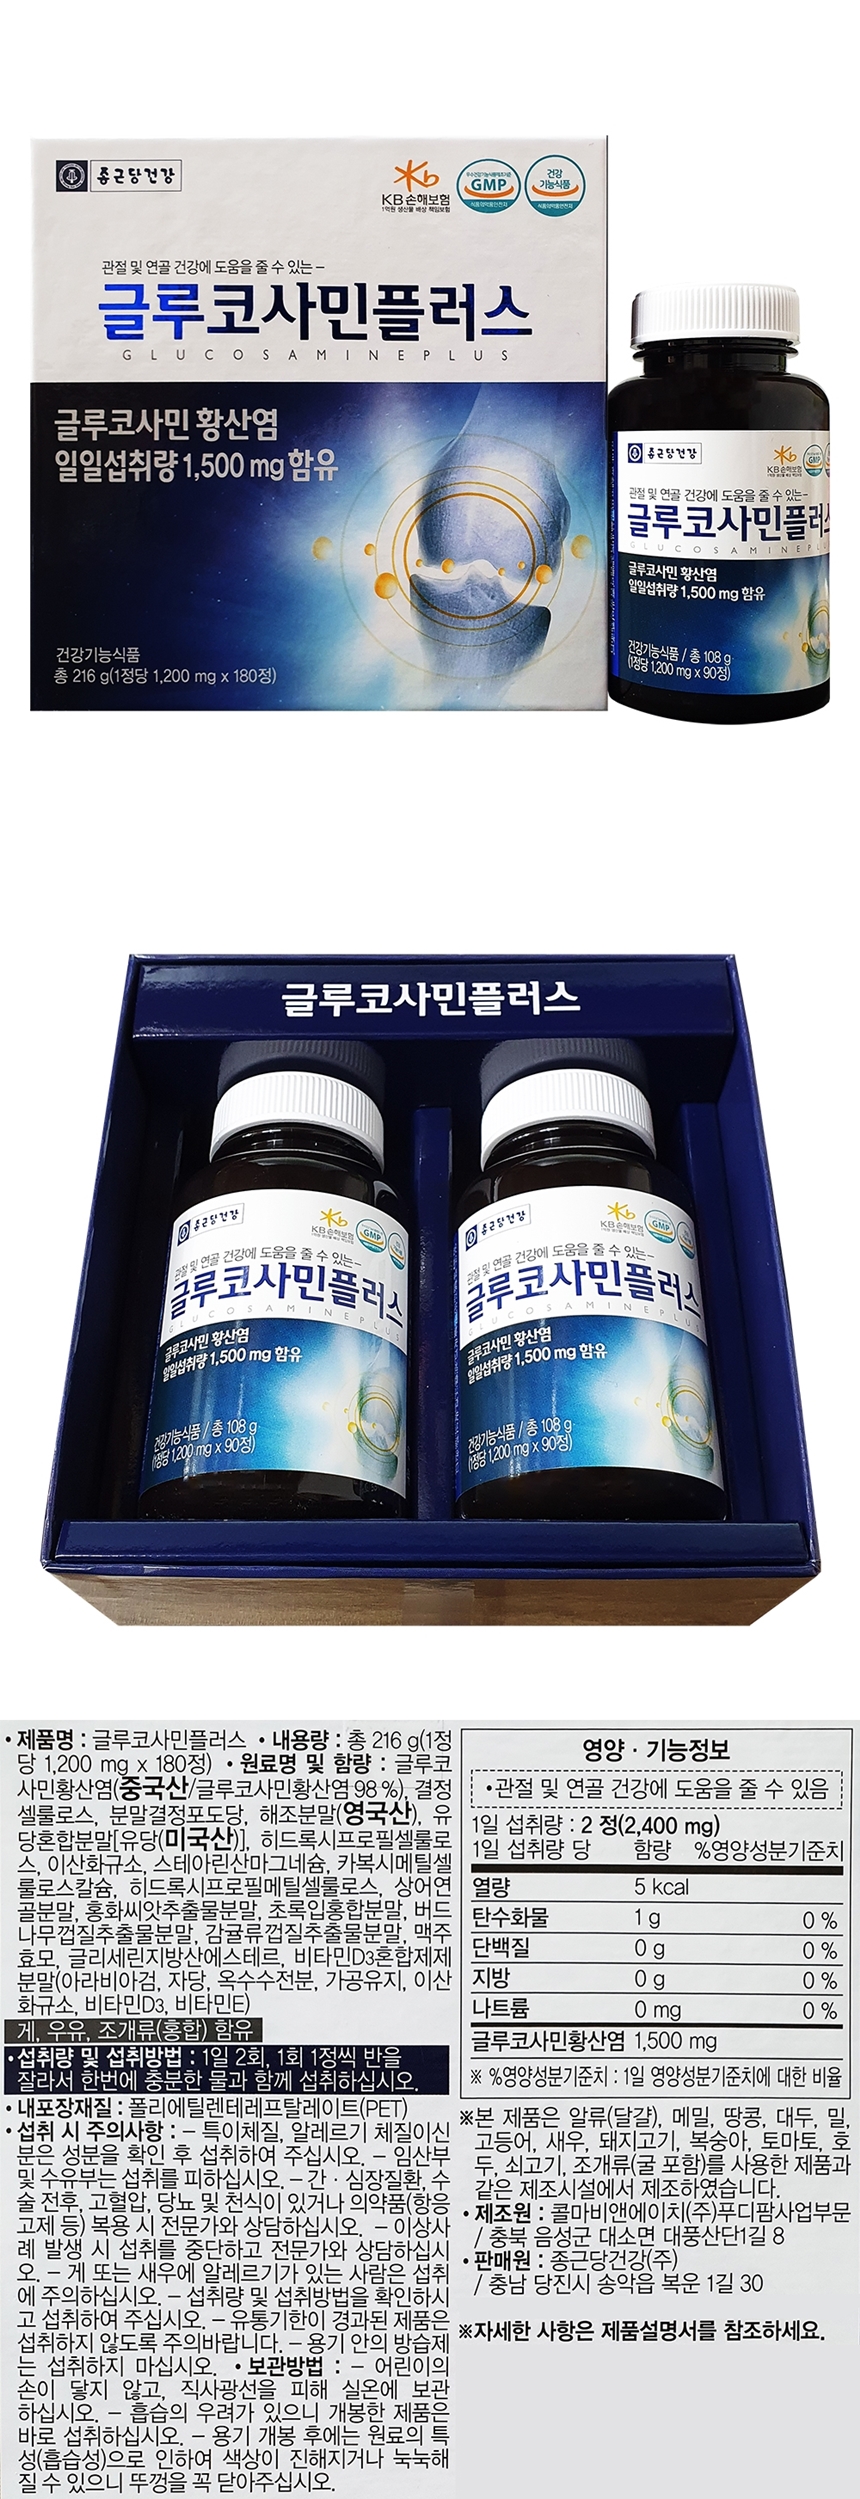 종근당건강
KB손해보험
1억원 생산물 배상 책임보험
우수건강기능식품제조기준
GMP
식품의약품안전처
건강
기능식품
식품의약품안전처
관절 및 연골 건강에 도움을 줄 수 있는–
글루코사민플러스
GLUCOSAMINEPLUS
글루코사민 황산염
일일섭취량 1,500 mg 함유
건강기능식품
총 216 g(1정당 1,200 mg x 180정)
종근당건강
KB손해보험
GMP
관절 및 연골 건강에 도움을 줄 수 있는–
글루코사민플러스
GLUCOSAMINEPLU
글루코사민 황산염
일일섭취량 1,500 mg 함유
건강기능식품 / 총 108 g
(1정당 1,200 mg x 90정)
글루코사민플러스
종근당건강
KB손해보험
GMP
관절 및 연골 건강에 도움을 줄 수 있는–
글루코사민플러스
GLUCOSAMINEPLUS
글루코사민 황산염
일일섭취량 1,500 mg 함유
건강기능식품 / 총 108 g
(1정당 1,200 mg x 90정)
종근당건강
KB손해보험
GMP
관절 및 연골 건강에 도움을 줄 수 있는–
글루코사민플러스
GLUCOSAMINEPLUS
글루코사민 황산염
일일섭취량 1,500 mg 함유
건강기능식품 / 총 108 g
(1정당 1,200 mg x 90정)
• 제품명 : 글루코사민플러스 • 내용량 : 총 216 g(1정
당 1,200 mg x 180정) • 원료명 및 함량 : 글루코
사민황산염(중국산/글루코사민황산염 98 %), 결정
셀룰로스, 분말결정포도당, 해조분말(영국산), 유
당혼합분말[유당(미국산)], 히드록시프로필셀룰로
스, 이산화규소, 스테아린산마그네슘, 카복시메틸셀
룰로스칼슘, 히드록시프로필메틸셀룰로스, 상어연
골분말, 홍화씨앗추출물분말, 초록입홍합분말, 버드
나무껍질추출물분말, 감귤류껍질추출물분말, 맥주
효모, 글리세린지방산에스테르, 비타민D3혼합제제
분말(아라비아검, 자당, 옥수수전분, 가공유지, 이산
화규소, 비타민D3, 비타민E)
게, 우유, 조개류(홍합) 함유
• 섭취량 및 섭취방법 : 1일 2회, 1회 1정씩 반을
잘라서 한번에 충분한 물과 함께 섭취하십시오.
• 내포장재질 : 폴리에틸렌테레프탈레이트(PET)
• 섭취 시 주의사항 : – 특이체질, 알레르기 체질이신
분은 성분을 확인 후 섭취하여 주십시오. – 임산부
및 수유부는 섭취를 피하십시오. – 간 · 심장질환, 수
술 전후, 고혈압, 당뇨 및 천식이 있거나 의약품(항응
고제 등) 복용 시 전문가와 상담하십시오. – 이상사
례 발생 시 섭취를 중단하고 전문가와 상담하십시
오. – 게 또는 새우에 알레르기가 있는 사람은 섭취
에 주의하십시오. – 섭취량 및 섭취방법을 확인하시
고 섭취하여 주십시오. – 유통기한이 경과된 제품은
섭취하지 않도록 주의바랍니다. – 용기 안의 방습제
는 섭취하지 마십시오. • 보관방법 : – 어린이의
손이 닿지 않고, 직사광선을 피해 실온에 보관
하십시오. – 흡습의 우려가 있으니 개봉한 제품은
바로 섭취하십시오. – 용기 개봉 후에는 원료의 특
성(흡습성)으로 인하여 색상이 진해지거나 눅눅해
질 수 있으니 뚜껑을 꼭 닫아주십시오.
영양 · 기능정보
• 관절 및 연골 건강에 도움을 줄 수 있음
1일 섭취량 : 2 정(2,400 mg)
1일 섭취량 당 함량 %영양성분기준치
열량 5 kcal
탄수화물 1 g 0 %
단백질 0 g 0 %
지방 0 g 0 %
나트륨 0 mg 0 %
글루코사민황산염 1,500 mg
※ %영양성분기준치 : 1일 영양성분기준치에 대한 비율
※본 제품은 알류(달걀), 메밀, 땅콩, 대두, 밀,
고등어, 새우, 돼지고기, 복숭아, 토마토, 호
두, 쇠고기, 조개류(굴 포함)를 사용한 제품과
같은 제조시설에서 제조하였습니다.
• 제조원 : 콜마비앤에이치(주)푸디팜사업부문
/ 충북 음성군 대소면 대풍산단1길 8
• 판매원 : 종근당건강(주)
/ 충남 당진시 송악읍 복운 1길 30
※자세한 사항은 제품설명서를 참조하세요.